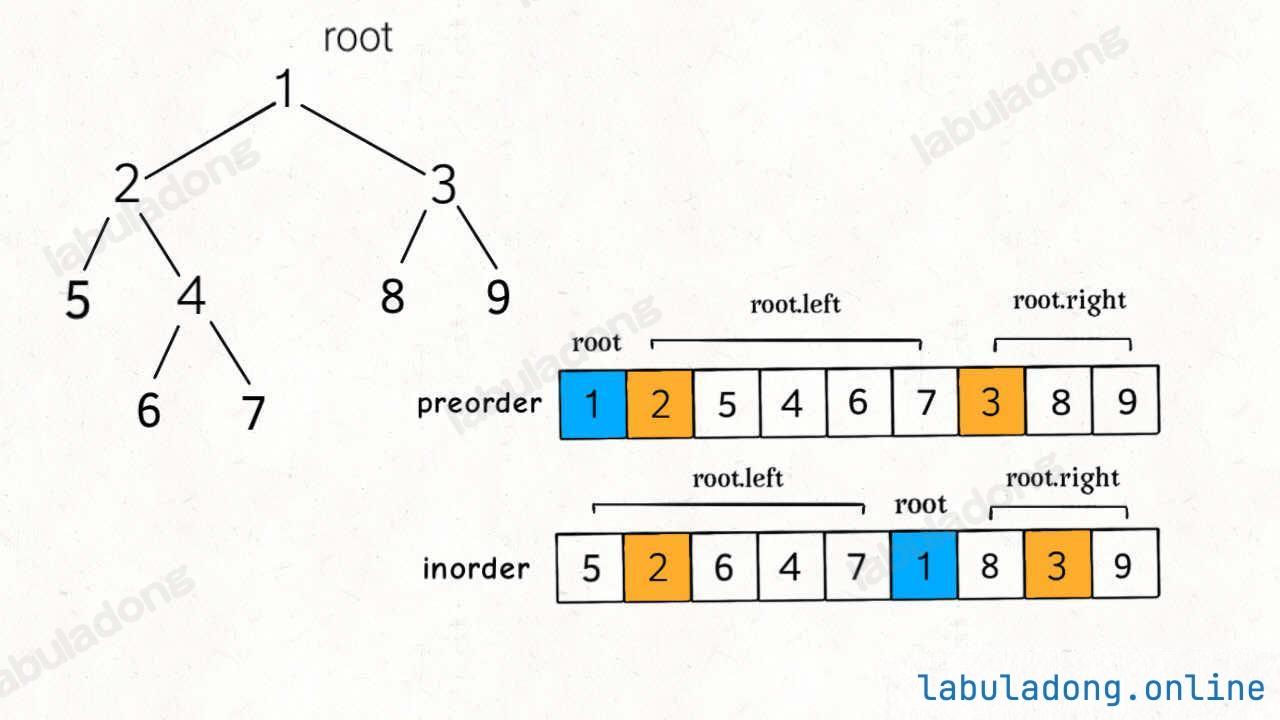 root
1
2 3
5 4 8 9
6 7
root.left root.right
root
preorder 1 2 5 4 6 7 3 8 9
root.left root root.right
inorder 5 2 6 4 7 1 8 3 9
labuladong
labuladong
labuladong
labuladong
labuladong
labuladong.online